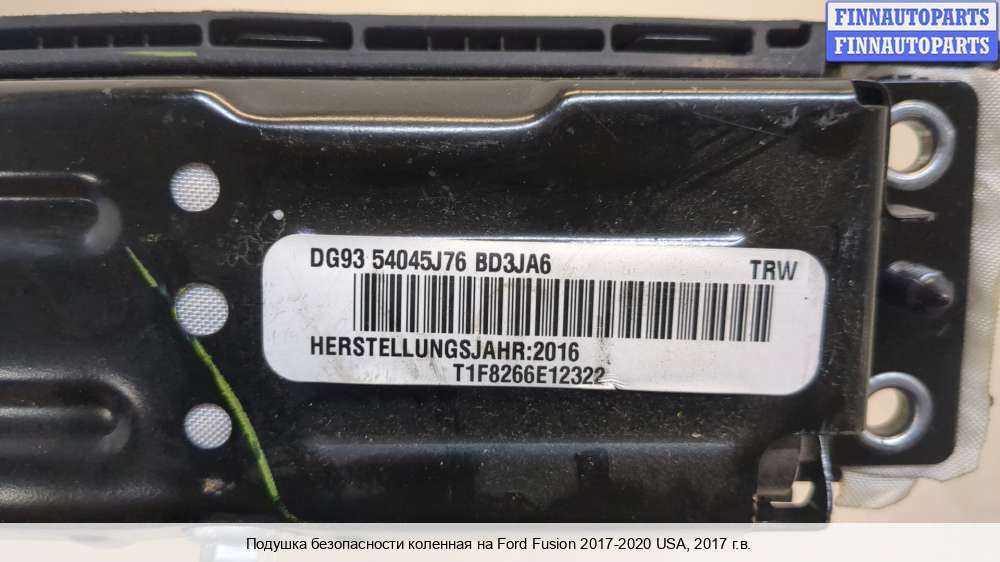 FINNAUTOPARTS
FINNAUTOPARTS
DG93 54045J76 BD3JA6
TRW
HERSTELLUNGSJAHR:2016
T1F8266E12322
Подушка безопасности коленная на Ford Fusion 2017-2020 USA, 2017 г.в.